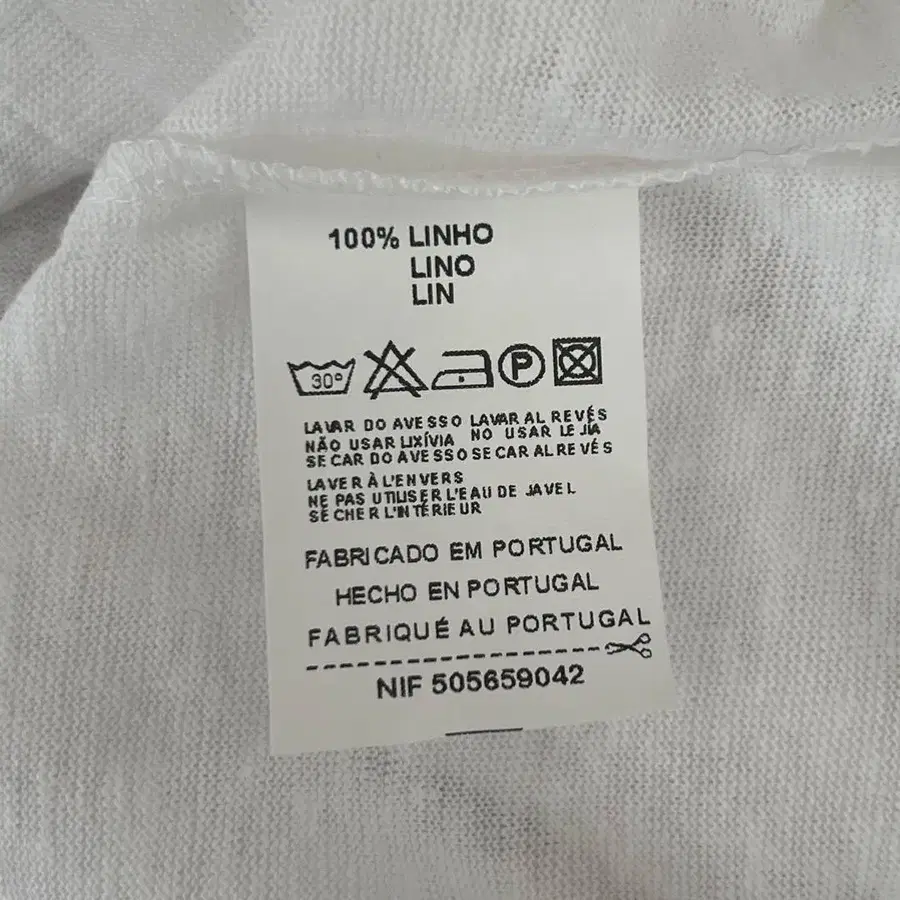 100% LINHO
LINO
LIN
30°
P
LAVAR DO AVESSO LAVAR AL REVÉS
NÃO USAR LIXÍVIA NO USAR LEJÍA
SECAR DO AVESSO SECAR AL REVÉS
LAVER À L'ENVERS
NE PAS UTILISER L'EAU DE JAVEL
SÉCHER L'INTÉRIEUR
FABRICADO EM PORTUGAL
HECHO EN PORTUGAL
FABRIQUÉ AU PORTUGAL
NIF 505659042